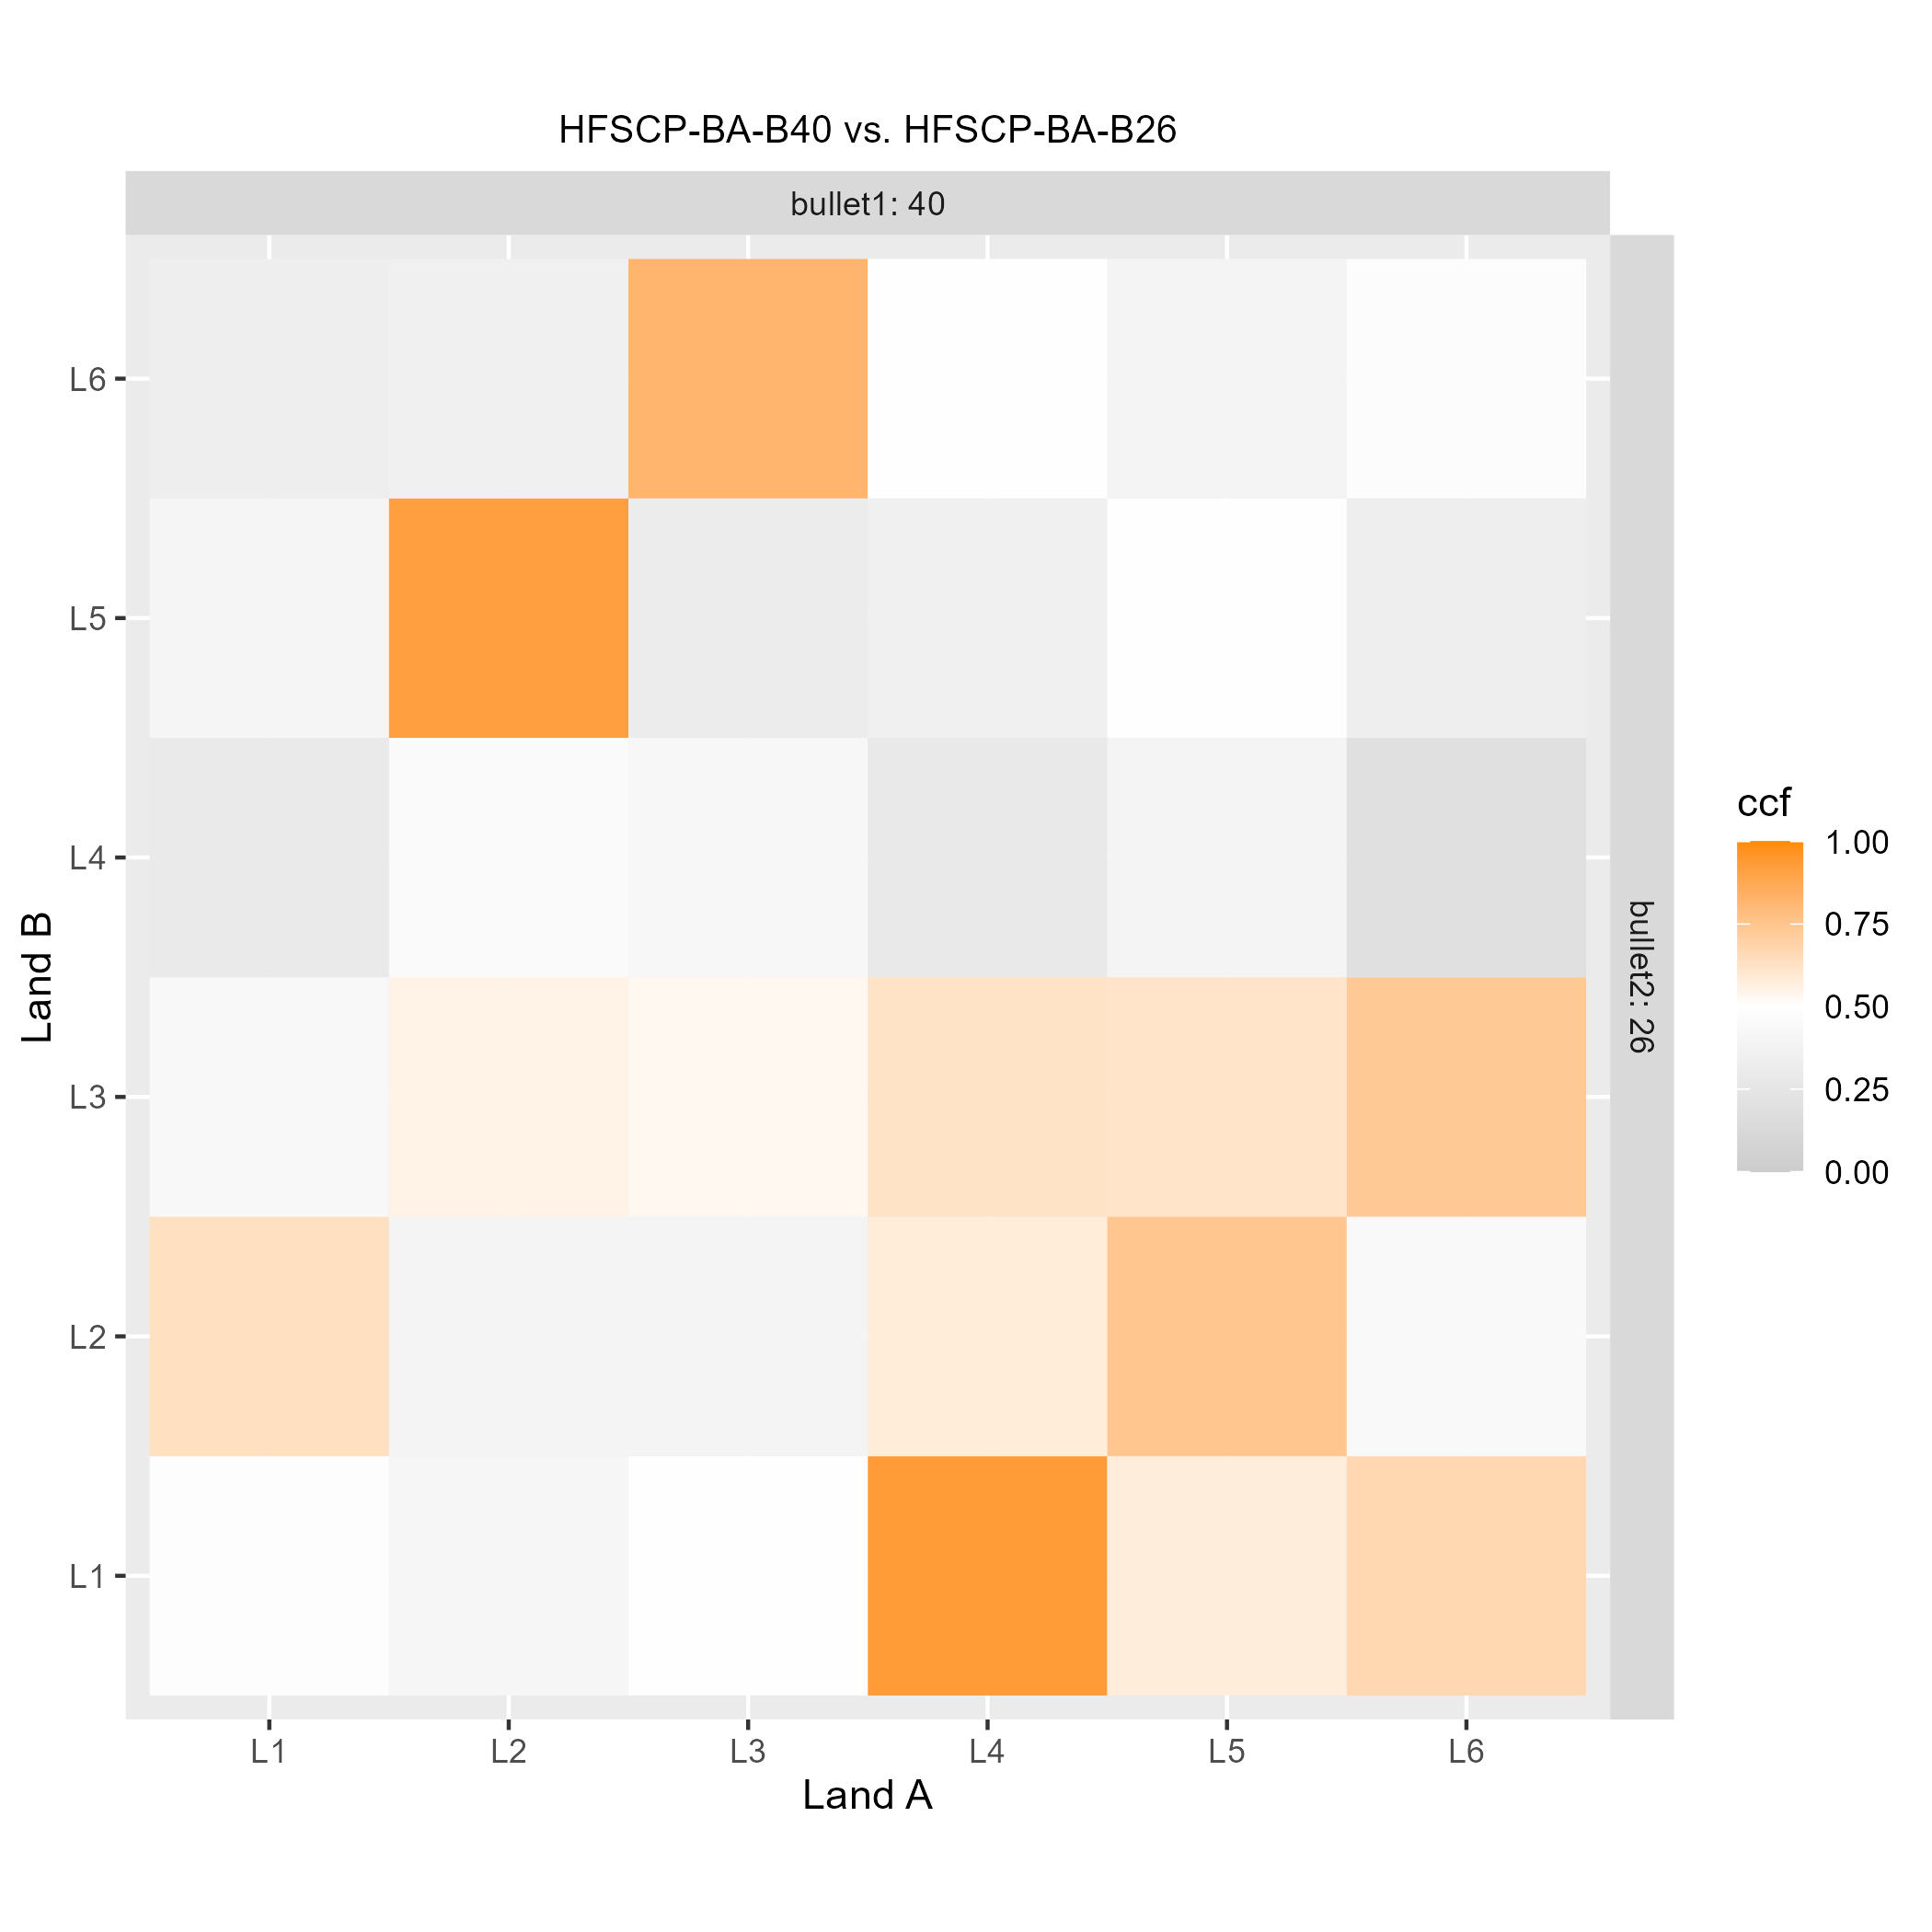 HFSCP-BA-B40 vs. HFSCP-BA-B26
bullet1: 40
L6
L5
L4
L3
L2
L1
Land B
L1 L2 L3 L4 L5 L6
Land A
bullet2: 26
ccf
1.00
0.75
0.50
0.25
0.00